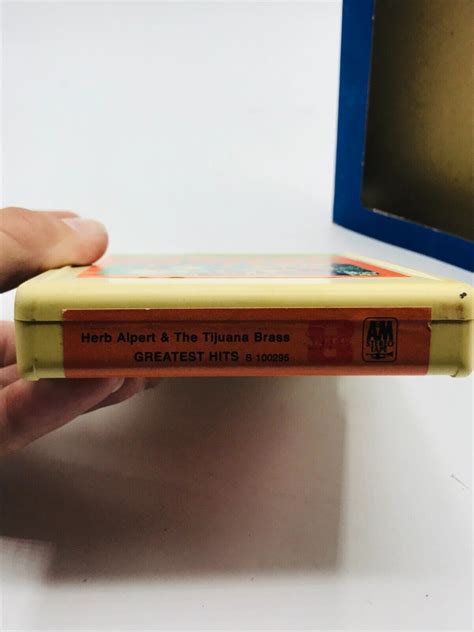 Herb Alpert & The Tijuana Brass
GREATEST HITS S 100295
A&M